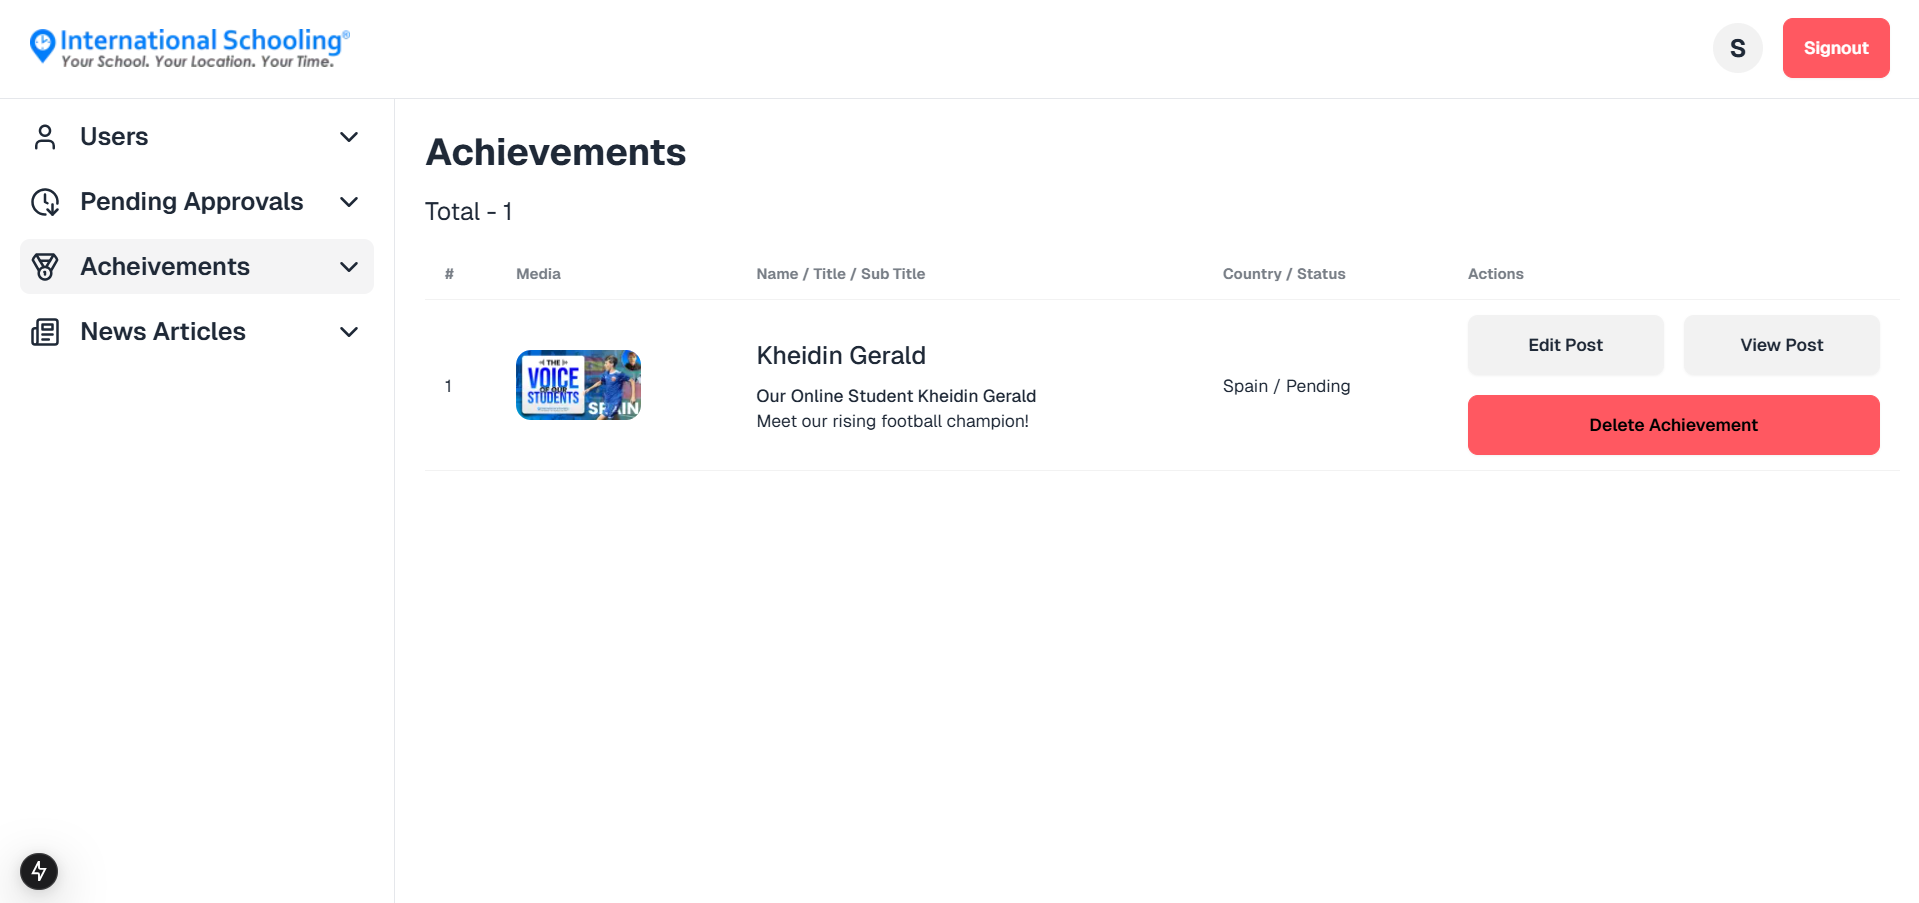 International Schooling®
Your School. Your Location. Your Time.
S
Signout
Users
Pending Approvals
Acheivements
News Articles
Achievements
Total - 1
# Media Name / Title / Sub Title Country / Status Actions
1
THE
VOICE
OF OUR
STUDENTS
SPAIN
Kheidin Gerald
Our Online Student Kheidin Gerald
Meet our rising football champion!
Spain / Pending
Edit Post
View Post
Delete Achievement